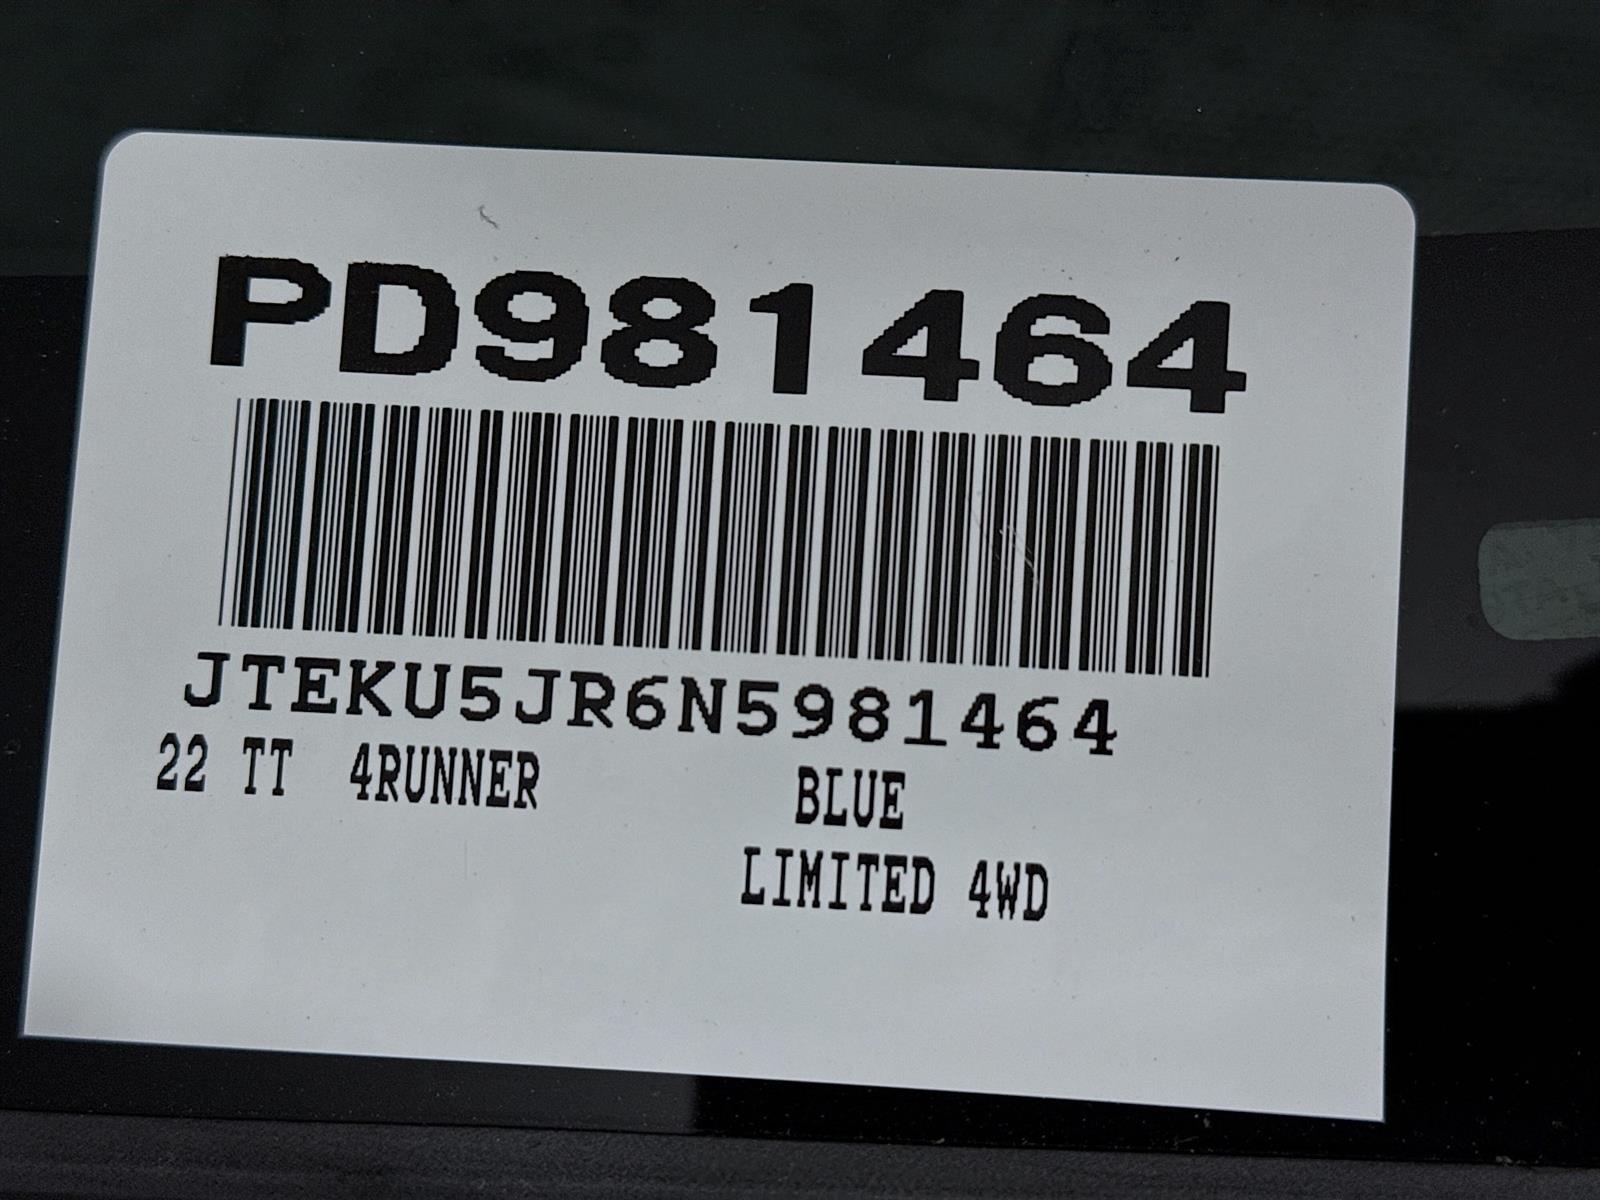 PD981464
JTEKU5JR6N5981464
22 TT 4RUNNER BLUE
LIMITED 4WD